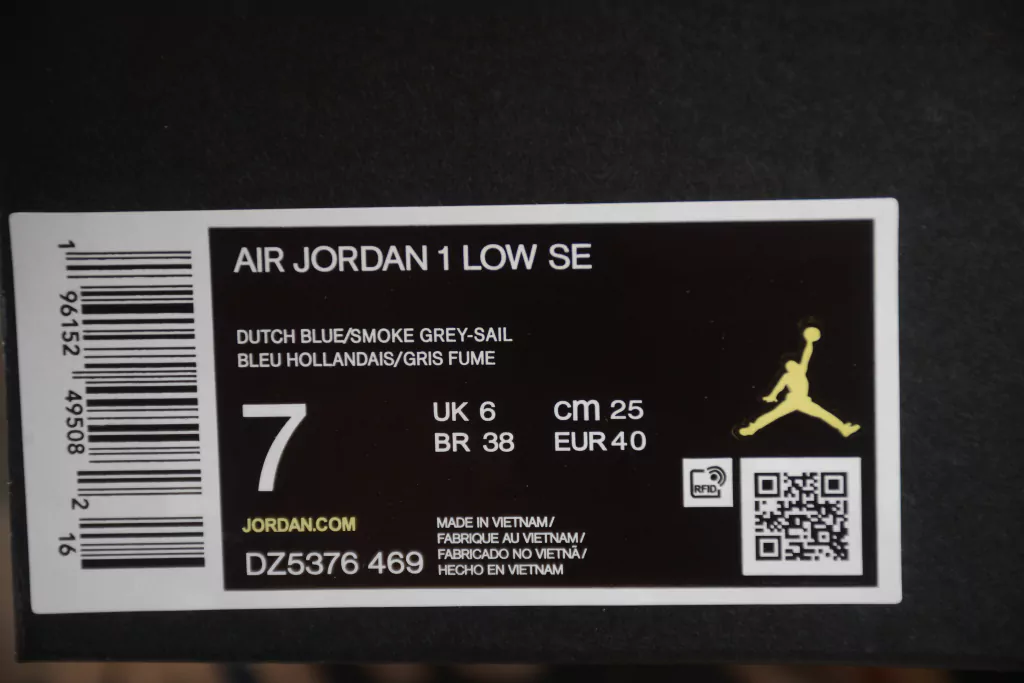 1 96152 49508 2 16
AIR JORDAN 1 LOW SE
DUTCH BLUE/SMOKE GREY-SAIL
BLEU HOLLANDAIS/GRIS FUME
7
UK 6
cm 25
BR 38
EUR 40
RFID
JORDAN.COM
DZ5376 469
MADE IN VIETNAM/
FABRIQUE AU VIETNAM/
FABRICADO NO VIETNÃ/
HECHO EN VIETNAM